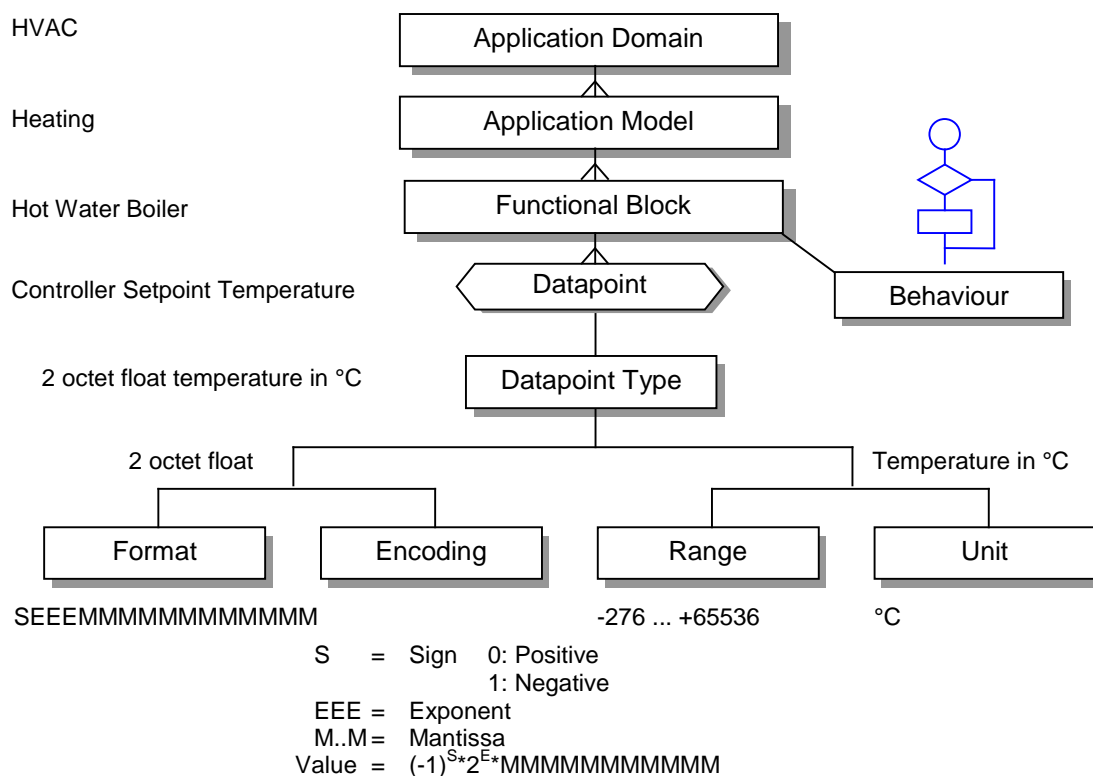 HVAC
Application Domain
Heating
Application Model
Hot Water Boiler
Functional Block
Controller Setpoint Temperature
Datapoint
Behaviour
2 octet float temperature in °C
Datapoint Type
2 octet float
Temperature in °C
Format
Encoding
Range
Unit
SEEEMMMMMMMMMMMM
-276 ... +65536
°C
S = Sign 0: Positive
1: Negative
EEE = Exponent
M..M = Mantissa
Value = (-1)^S*2^E*MMMMMMMMMMM